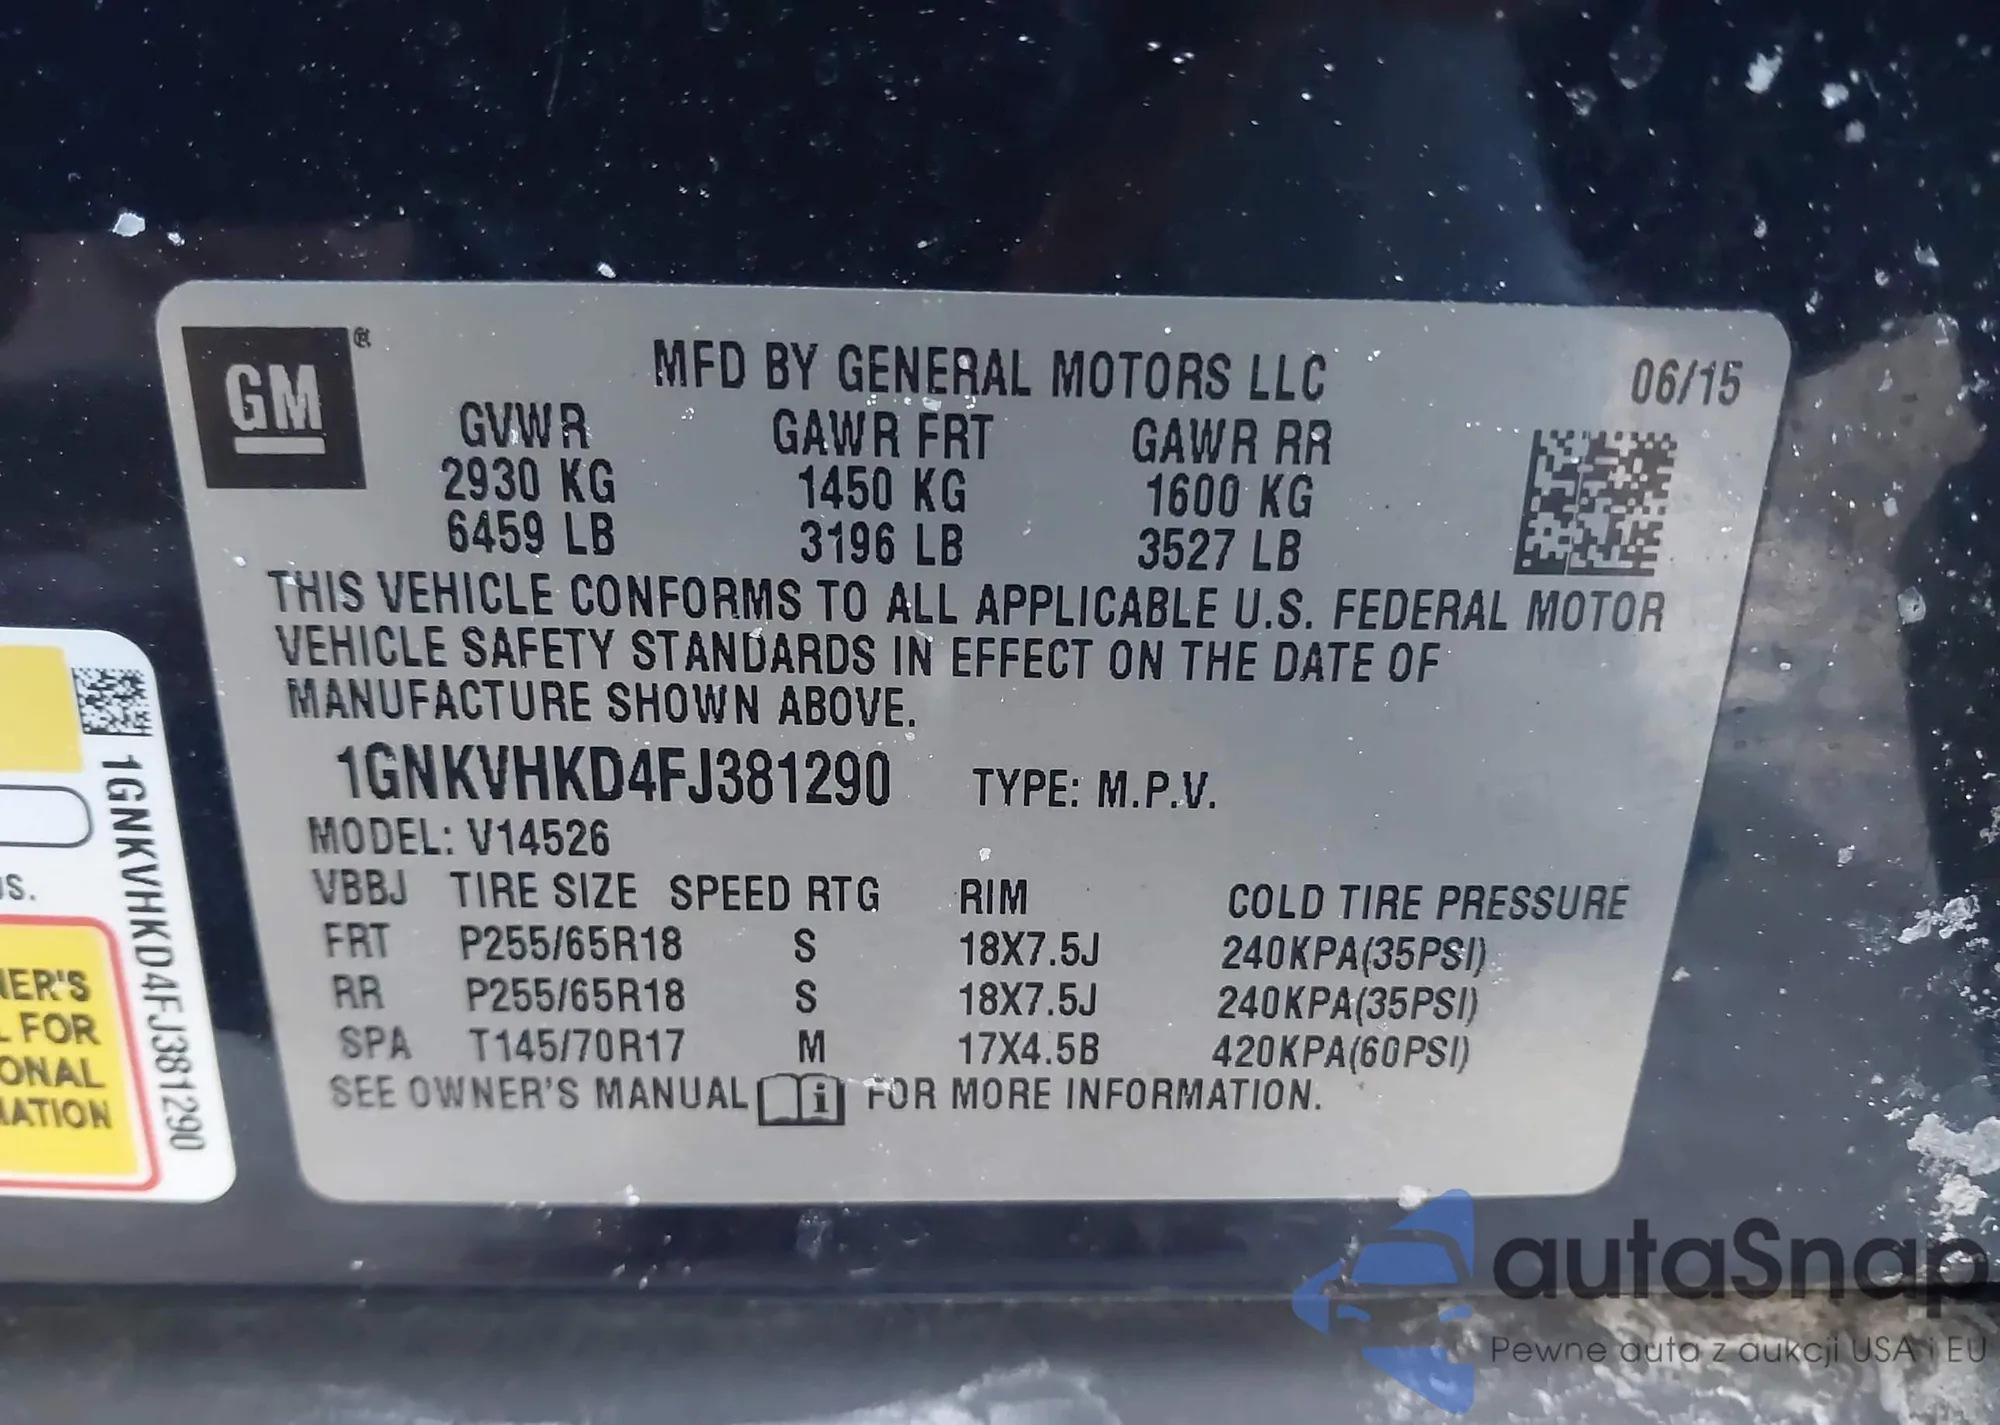 GM ®
MFD BY GENERAL MOTORS LLC 06/15
GVWR GAWR FRT GAWR RR
2930 KG 1450 KG 1600 KG
6459 LB 3196 LB 3527 LB
THIS VEHICLE CONFORMS TO ALL APPLICABLE U.S. FEDERAL MOTOR
VEHICLE SAFETY STANDARDS IN EFFECT ON THE DATE OF
MANUFACTURE SHOWN ABOVE.
1GNKVHKD4FJ381290 TYPE: M.P.V.
MODEL: V14526
VBBJ TIRE SIZE SPEED RTG RIM COLD TIRE PRESSURE
FRT P255/65R18 S 18X7.5J 240KPA(35PSI)
RR P255/65R18 S 18X7.5J 240KPA(35PSI)
SPA T145/70R17 M 17X4.5B 420KPA(60PSI)
SEE OWNER'S MANUAL i FOR MORE INFORMATION.
1GNKVHKD4FJ381290
S.
NER'S
L FOR
ONAL
MATION
autaSnap
Pewne auta z aukcji USA i EU